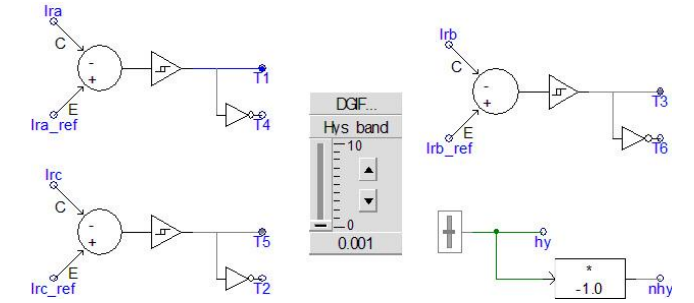 Ira
C
-
+
E
Ira_ref
T1
T4
Irb
C
-
+
E
Irb_ref
T3
T6
DGIF...
Hys band
10
0
0.001
Irc
C
-
+
E
Irc_ref
T5
T2
hy
*
-1.0
nhy